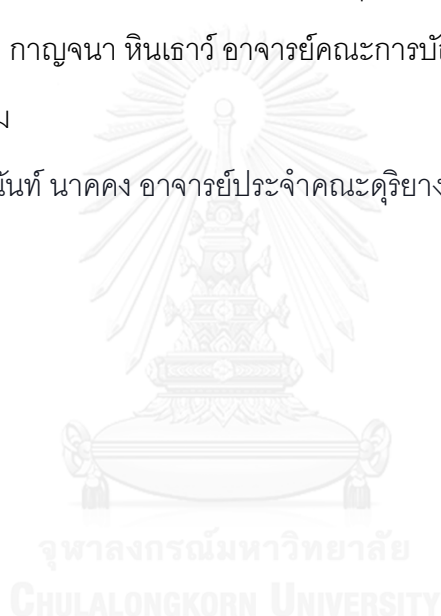 กาญจนา หินเธาว์ อาจารย์คณะการบั
นันท์ นาคคง อาจารย์ประจำคณะดุริยาง
จุฬาลงกรณ์มหาวิทยาลัย
CHULALONGKORN UNIVERSITY